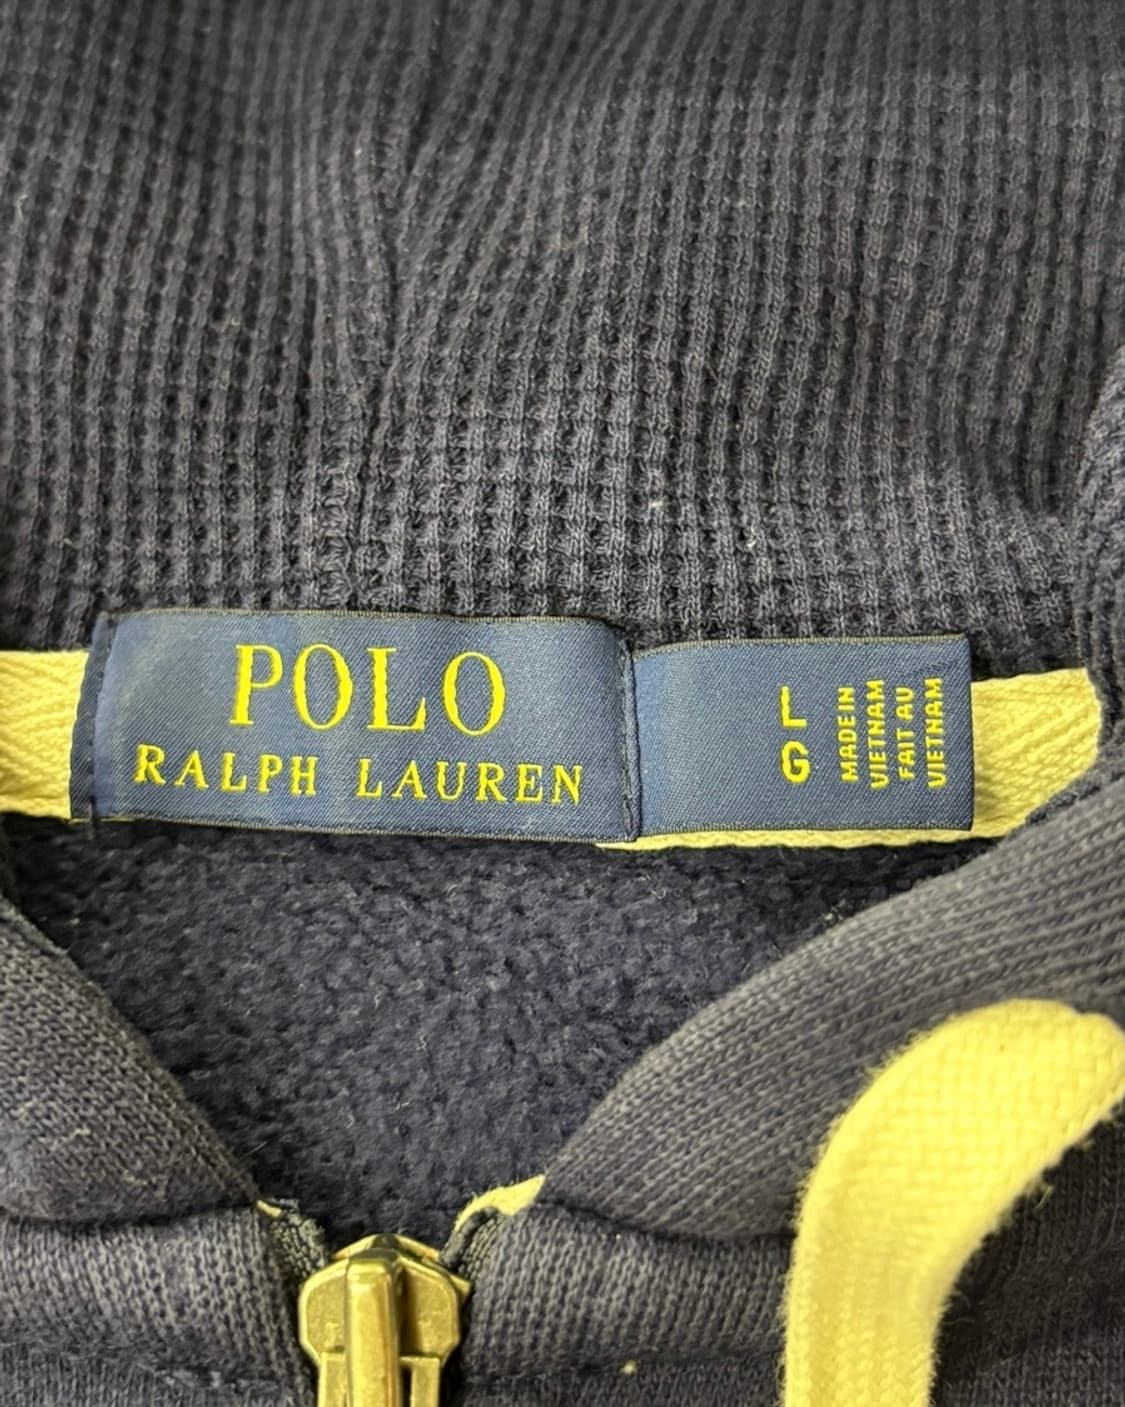 POLO
RALPH LAUREN
L
G
MADE IN
VIETNAM
FAIT AU
VIETNAM